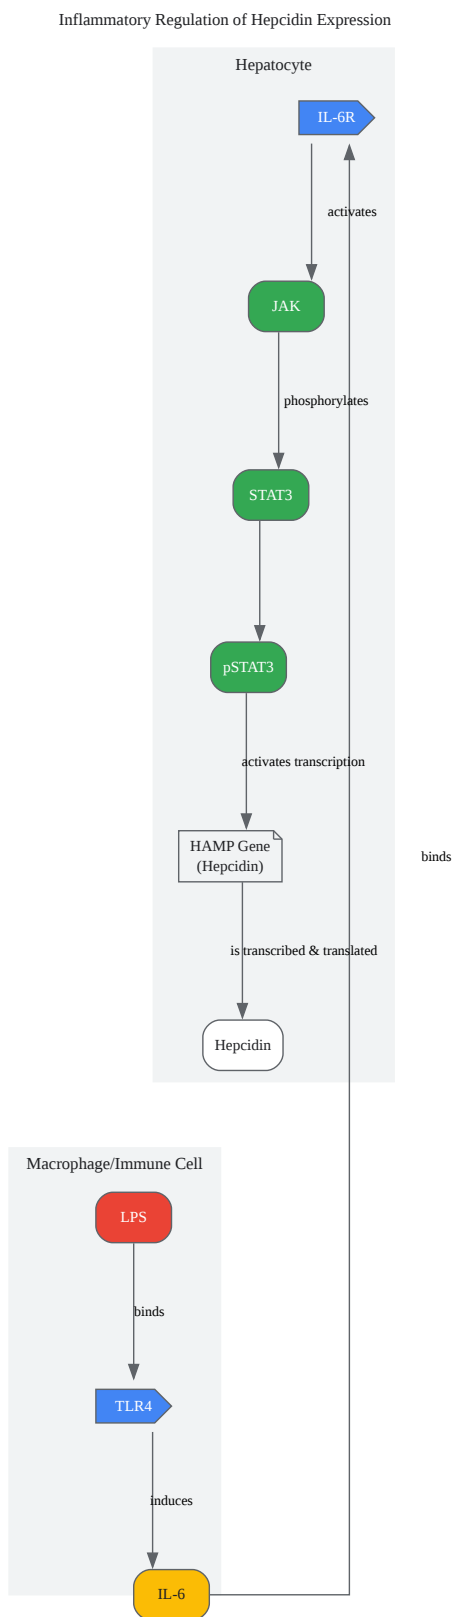 Inflammatory Regulation of Hepcidin Expression
Hepatocyte
IL-6R
activates
JAK
phosphorylates
STAT3
pSTAT3
activates transcription
HAMP Gene
(Hepcidin)
binds
is transcribed & translated
Hepcidin
Macrophage/Immune Cell
LPS
binds
TLR4
induces
IL-6